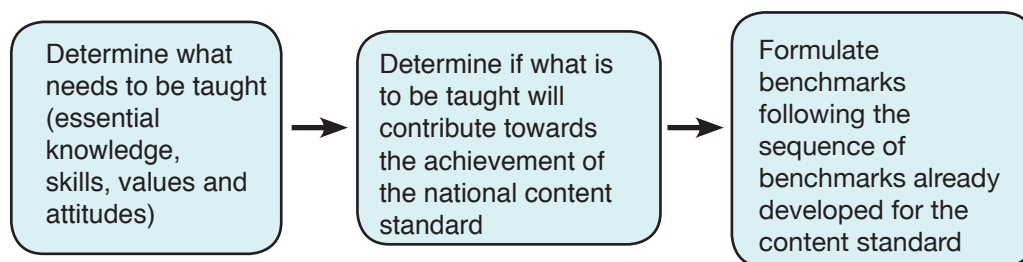 Determine what
needs to be taught
(essential
knowledge,
skills, values and
attitudes)
Determine if what is
to be taught will
contribute towards
the achievement of
the national content
standard
Formulate
benchmarks
following the
sequence of
benchmarks already
developed for the
content standard